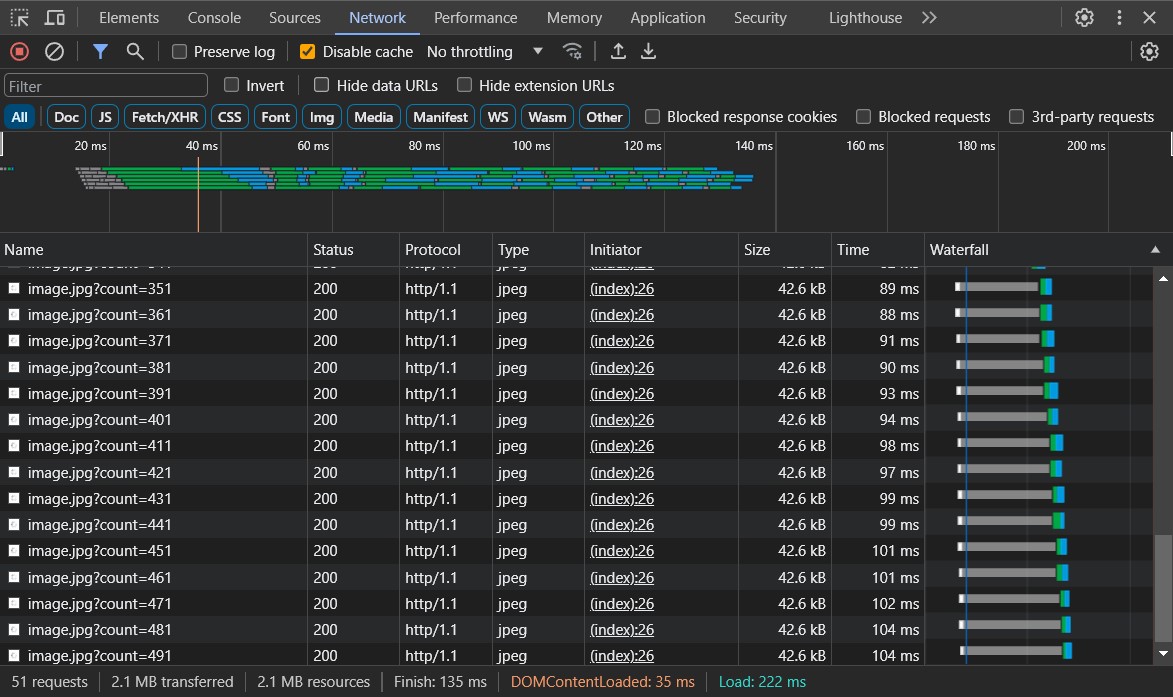 Elements Console Sources Network Performance Memory Application Security Lighthouse
Preserve log Disable cache No throttling
Filter Invert Hide data URLs Hide extension URLs
All Doc JS Fetch/XHR CSS Font Img Media Manifest WS Wasm Other Blocked response cookies Blocked requests 3rd-party requests
20 ms 40 ms 60 ms 80 ms 100 ms 120 ms 140 ms 160 ms 180 ms 200 ms
Name Status Protocol Type Initiator Size Time Waterfall
image.jpg?count=351 200 http/1.1 jpeg (index):26 42.6 kB 89 ms
image.jpg?count=361 200 http/1.1 jpeg (index):26 42.6 kB 88 ms
image.jpg?count=371 200 http/1.1 jpeg (index):26 42.6 kB 91 ms
image.jpg?count=381 200 http/1.1 jpeg (index):26 42.6 kB 90 ms
image.jpg?count=391 200 http/1.1 jpeg (index):26 42.6 kB 93 ms
image.jpg?count=401 200 http/1.1 jpeg (index):26 42.6 kB 94 ms
image.jpg?count=411 200 http/1.1 jpeg (index):26 42.6 kB 98 ms
image.jpg?count=421 200 http/1.1 jpeg (index):26 42.6 kB 97 ms
image.jpg?count=431 200 http/1.1 jpeg (index):26 42.6 kB 99 ms
image.jpg?count=441 200 http/1.1 jpeg (index):26 42.6 kB 99 ms
image.jpg?count=451 200 http/1.1 jpeg (index):26 42.6 kB 101 ms
image.jpg?count=461 200 http/1.1 jpeg (index):26 42.6 kB 101 ms
image.jpg?count=471 200 http/1.1 jpeg (index):26 42.6 kB 102 ms
image.jpg?count=481 200 http/1.1 jpeg (index):26 42.6 kB 104 ms
image.jpg?count=491 200 http/1.1 jpeg (index):26 42.6 kB 104 ms
51 requests 2.1 MB transferred 2.1 MB resources Finish: 135 ms DOMContentLoaded: 35 ms Load: 222 ms